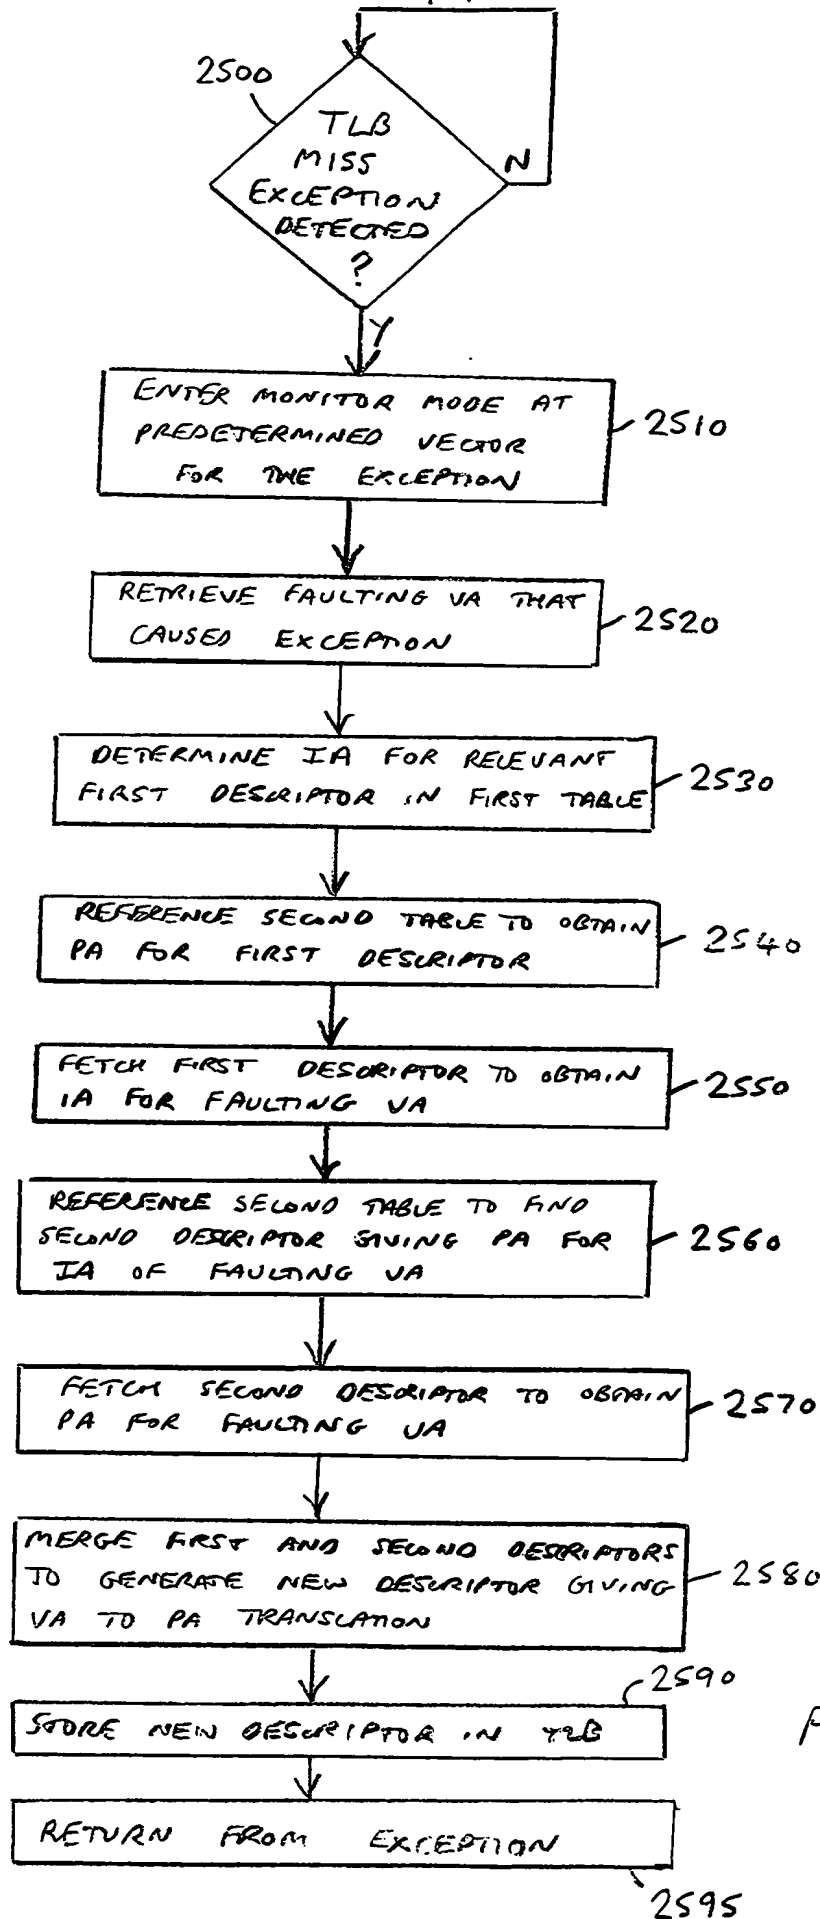 2500
TLB
MISS
EXCEPTION
DETECTED
?
N
Y
ENTER MONITOR MODE AT
PREDETERMINED VECTOR
FOR THE EXCEPTION
2510
RETRIEVE FAULTING VA THAT
CAUSED EXCEPTION
2520
DETERMINE IA FOR RELEVANT
FIRST DESCRIPTOR IN FIRST TABLE
2530
REFERENCE SECOND TABLE TO OBTAIN
PA FOR FIRST DESCRIPTOR
2540
FETCH FIRST DESCRIPTOR TO OBTAIN
IA FOR FAULTING VA
2550
REFERENCE SECOND TABLE TO FIND
SECOND DESCRIPTOR GIVING PA FOR
IA OF FAULTING VA
2560
FETCH SECOND DESCRIPTOR TO OBTAIN
PA FOR FAULTING VA
2570
MERGE FIRST AND SECOND DESCRIPTORS
TO GENERATE NEW DESCRIPTOR GIVING
VA TO PA TRANSLATION
2580
2590
STORE NEW DESCRIPTOR IN TLB
RETURN FROM EXCEPTION
2595